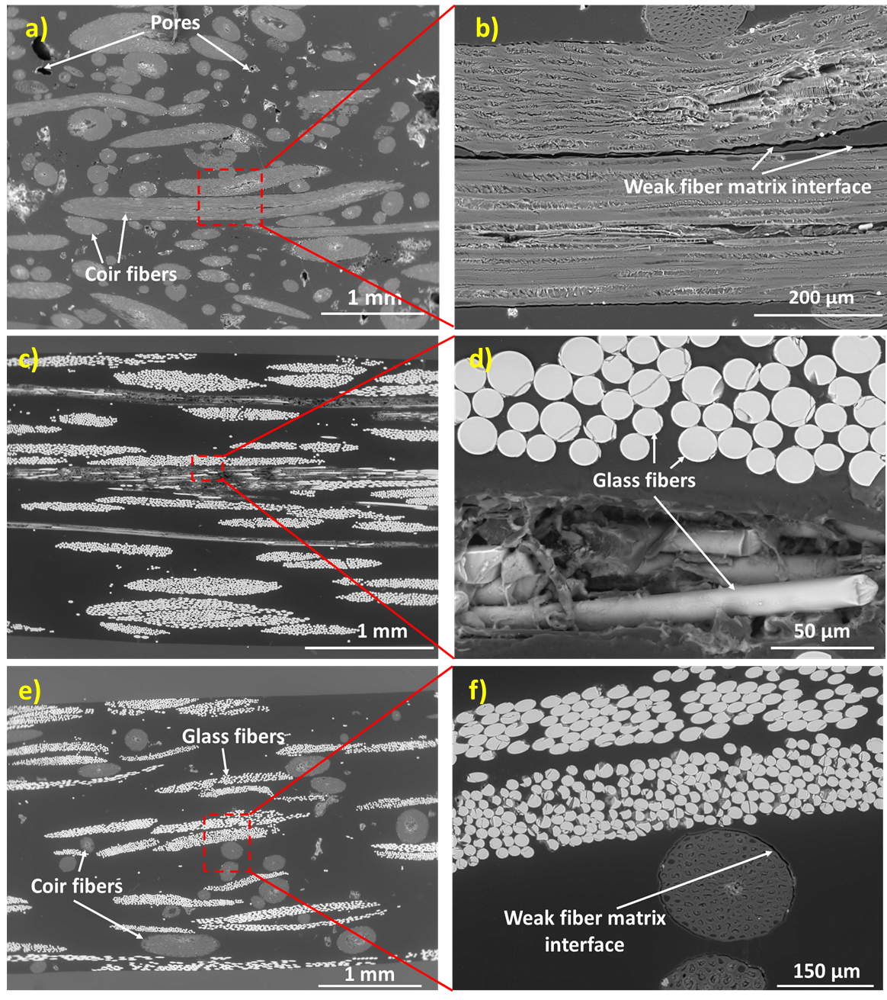 a)
Pores
Coir fibers
1 mm
b)
Weak fiber matrix interface
200 µm
c)
1 mm
d)
Glass fibers
50 µm
e)
Glass fibers
Coir fibers
1 mm
f)
Weak fiber matrix
interface
150 µm